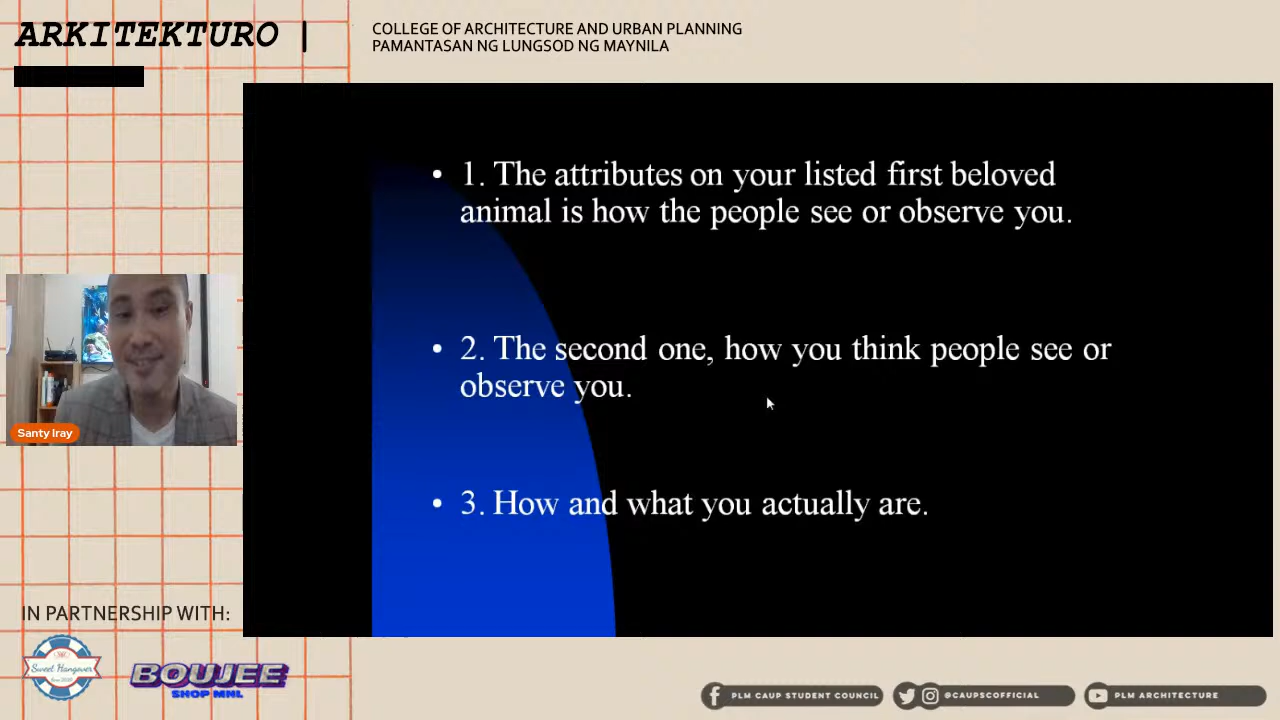 ARKITEKTURO |
COLLEGE OF ARCHITECTURE AND URBAN PLANNING
PAMANTASAN NG LUNGSOD NG MAYNILA
• 1. The attributes on your listed first beloved
animal is how the people see or observe you.
• 2. The second one, how you think people see or
observe you.
• 3. How and what you actually are.
Santy Iray
IN PARTNERSHIP WITH:
Sweet Hangover
BOUJEE
SHOP MNL
PLM CAUP STUDENT COUNCIL
@CAUPSCOFFICIAL
PLM ARCHITECTURE